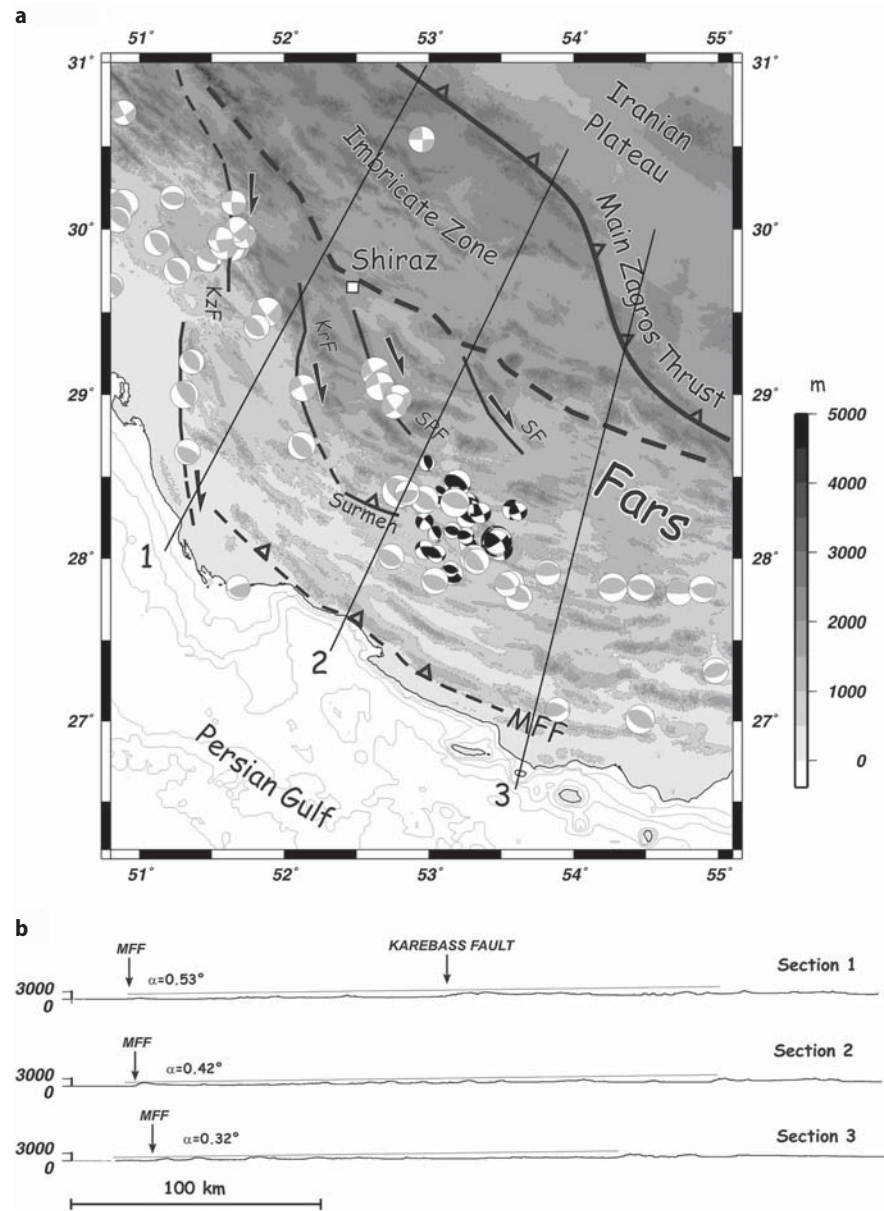 a
51˚ 52˚ 53˚ 54˚ 55˚
31˚ 31˚
30˚ 30˚
29˚ 29˚
28˚ 28˚
27˚ 27˚
51˚ 52˚ 53˚ 54˚ 55˚
Iranian
Plateau
Imbricate Zone
Main Zagros Thrust
Shiraz
KzF
KrF
SPF
SF
Fars
Surmeh
1
2
3
MFF
Persian Gulf
m
5000
4000
3000
2000
1000
0
b
MFF
KAREBASS FAULT
α=0.53°
Section 1
3000
0
MFF
α=0.42°
Section 2
3000
0
MFF
α=0.32°
Section 3
3000
0
100 km